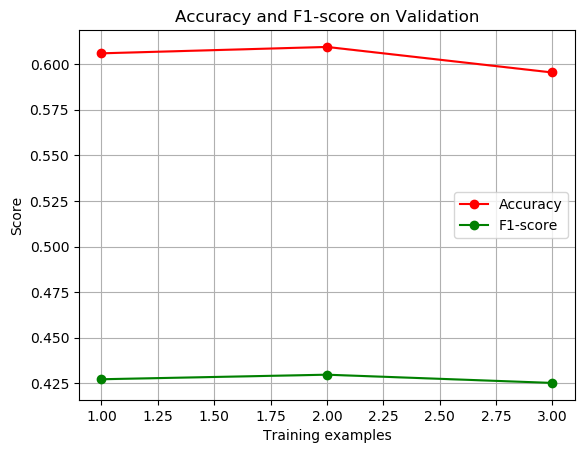 Accuracy and F1-score on Validation
Score
0.600
0.575
0.550
0.525
0.500
0.475
0.450
0.425
Accuracy
F1-score
1.00 1.25 1.50 1.75 2.00 2.25 2.50 2.75 3.00
Training examples